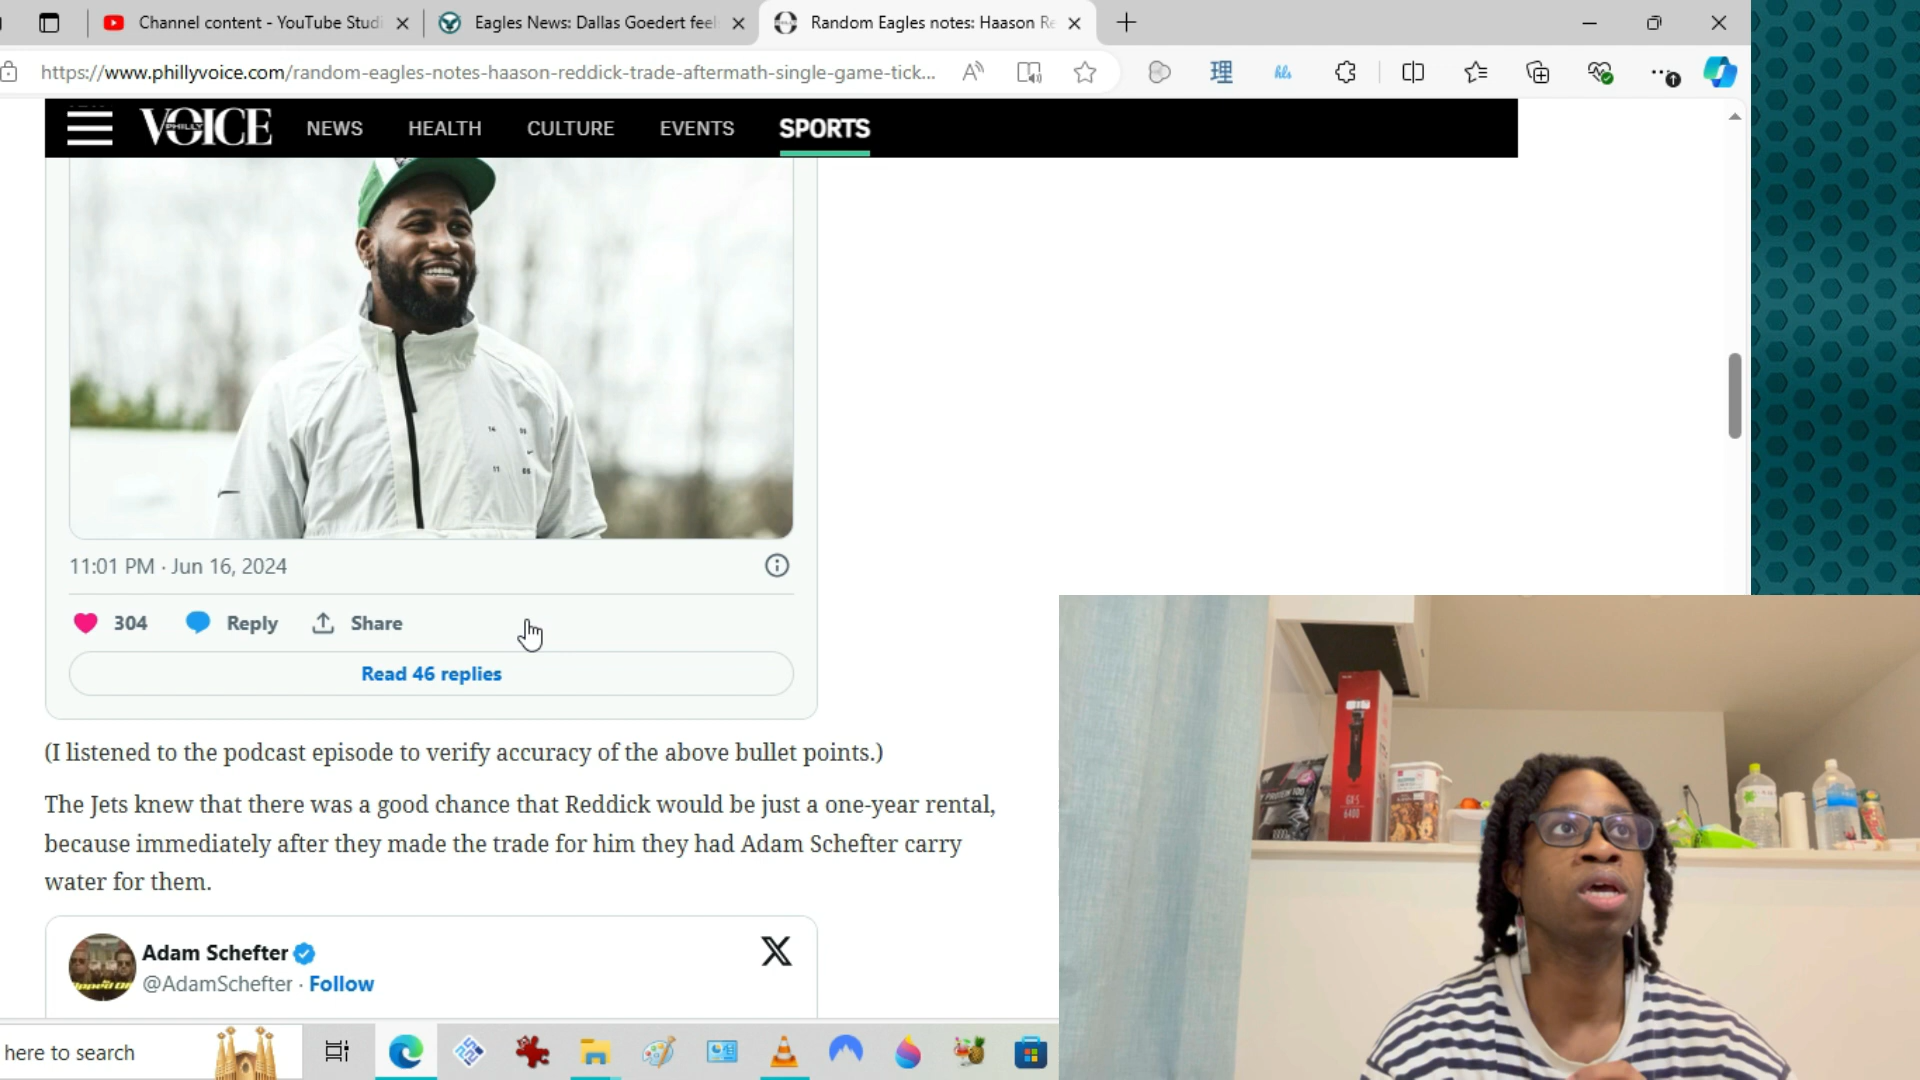 Channel content - YouTube Studi
Eagles News: Dallas Goedert feel
Random Eagles notes: Haason Re
https://www.phillyvoice.com/random-eagles-notes-haason-reddick-trade-aftermath-single-game-tick...
理
hls
PHILLY VOICE
NEWS
HEALTH
CULTURE
EVENTS
SPORTS
11:01 PM · Jun 16, 2024
304
Reply
Share
Read 46 replies
(I listened to the podcast episode to verify accuracy of the above bullet points.)
The Jets knew that there was a good chance that Reddick would be just a one-year rental,
because immediately after they made the trade for him they had Adam Schefter carry
water for them.
Adam Schefter
@AdamSchefter · Follow
here to search